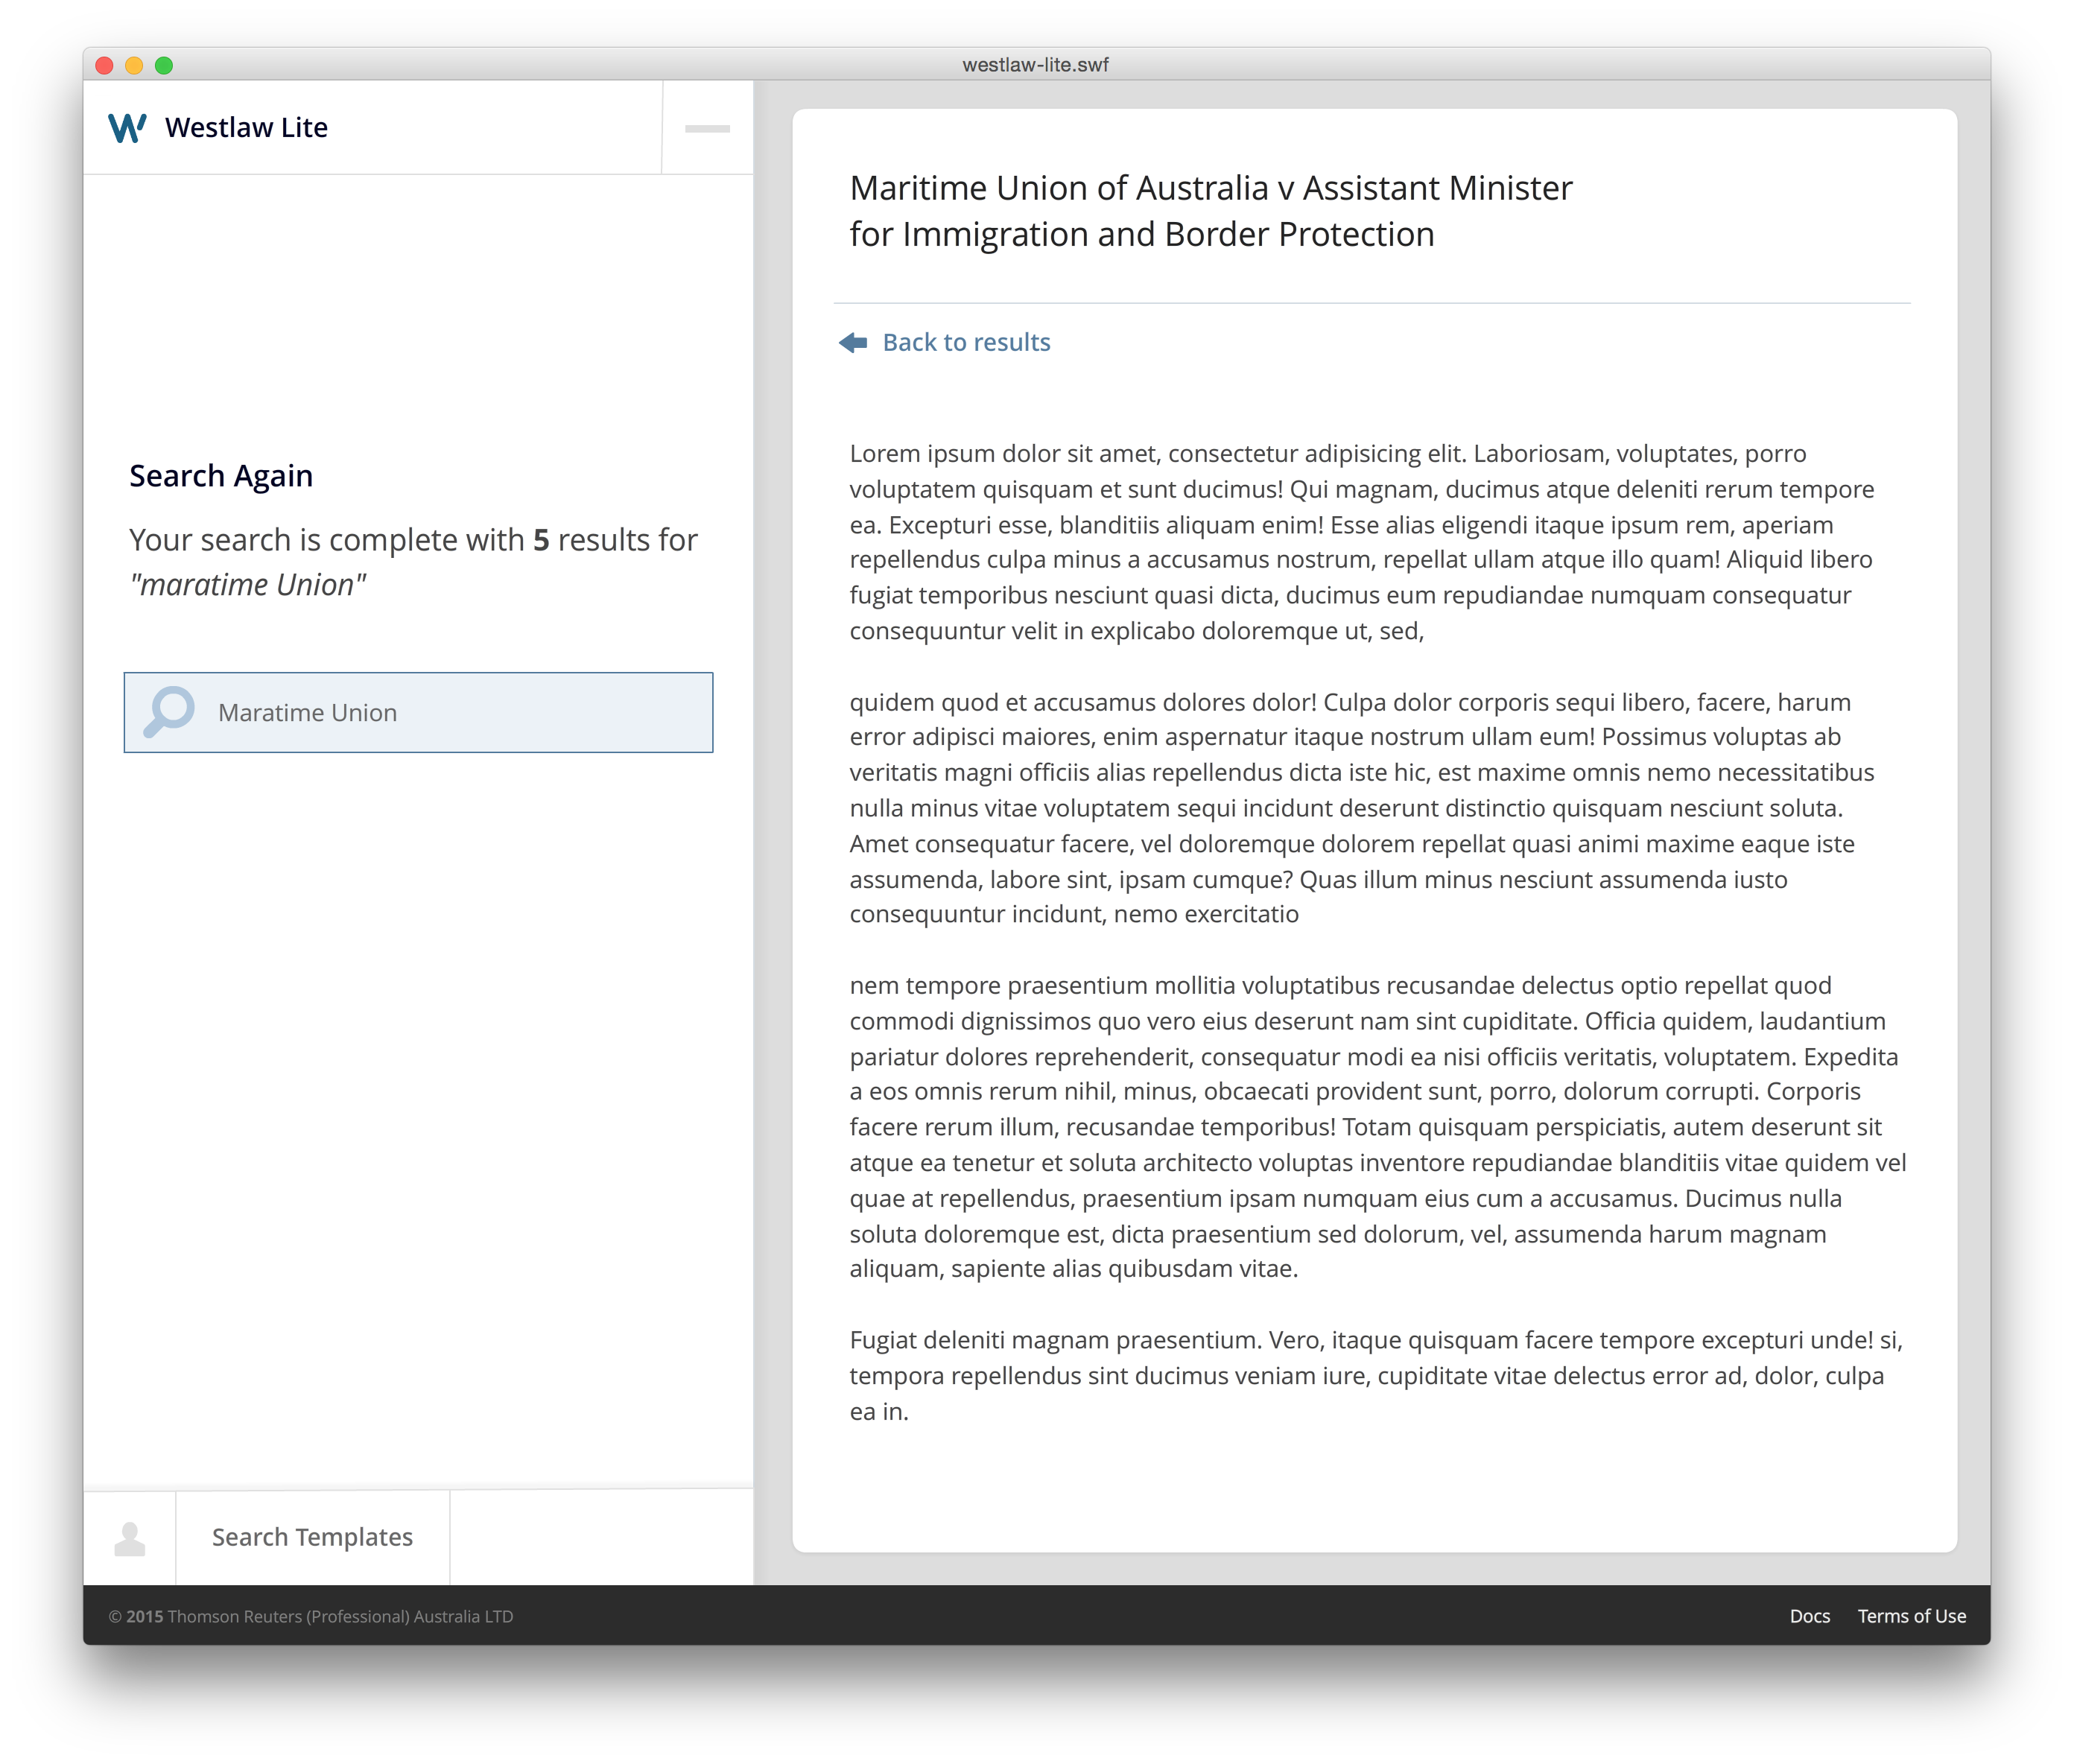 westlaw-lite.swf
Westlaw Lite
Search Again
Your search is complete with 5 results for
"maratime Union"
Maratime Union
Search Templates
Maritime Union of Australia v Assistant Minister
for Immigration and Border Protection
Back to results
Lorem ipsum dolor sit amet, consectetur adipisicing elit. Laboriosam, voluptates, porro
voluptatem quisquam et sunt ducimus! Qui magnam, ducimus atque deleniti rerum tempore
ea. Excepturi esse, blanditiis aliquam enim! Esse alias eligendi itaque ipsum rem, aperiam
repellendus culpa minus a accusamus nostrum, repellat ullam atque illo quam! Aliquid libero
fugiat temporibus nesciunt quasi dicta, ducimus eum repudiandae numquam consequatur
consequuntur velit in explicabo doloremque ut, sed,
quidem quod et accusamus dolores dolor! Culpa dolor corporis sequi libero, facere, harum
error adipisci maiores, enim aspernatur itaque nostrum ullam eum! Possimus voluptas ab
veritatis magni officiis alias repellendus dicta iste hic, est maxime omnis nemo necessitatibus
nulla minus vitae voluptatem sequi incidunt deserunt distinctio quisquam nesciunt soluta.
Amet consequatur facere, vel doloremque dolorem repellat quasi animi maxime eaque iste
assumenda, labore sint, ipsam cumque? Quas illum minus nesciunt assumenda iusto
consequuntur incidunt, nemo exercitatio
nem tempore praesentium mollitia voluptatibus recusandae delectus optio repellat quod
commodi dignissimos quo vero eius deserunt nam sint cupiditate. Officia quidem, laudantium
pariatur dolores reprehenderit, consequatur modi ea nisi officiis veritatis, voluptatem. Expedita
a eos omnis rerum nihil, minus, obcaecati provident sunt, porro, dolorum corrupti. Corporis
facere rerum illum, recusandae temporibus! Totam quisquam perspiciatis, autem deserunt sit
atque ea tenetur et soluta architecto voluptas inventore repudiandae blanditiis vitae quidem vel
quae at repellendus, praesentium ipsam numquam eius cum a accusamus. Ducimus nulla
soluta doloremque est, dicta praesentium sed dolorum, vel, assumenda harum magnam
aliquam, sapiente alias quibusdam vitae.
Fugiat deleniti magnam praesentium. Vero, itaque quisquam facere tempore excepturi unde! si,
tempora repellendus sint ducimus veniam iure, cupiditate vitae delectus error ad, dolor, culpa
ea in.
© 2015 Thomson Reuters (Professional) Australia LTD
Docs Terms of Use